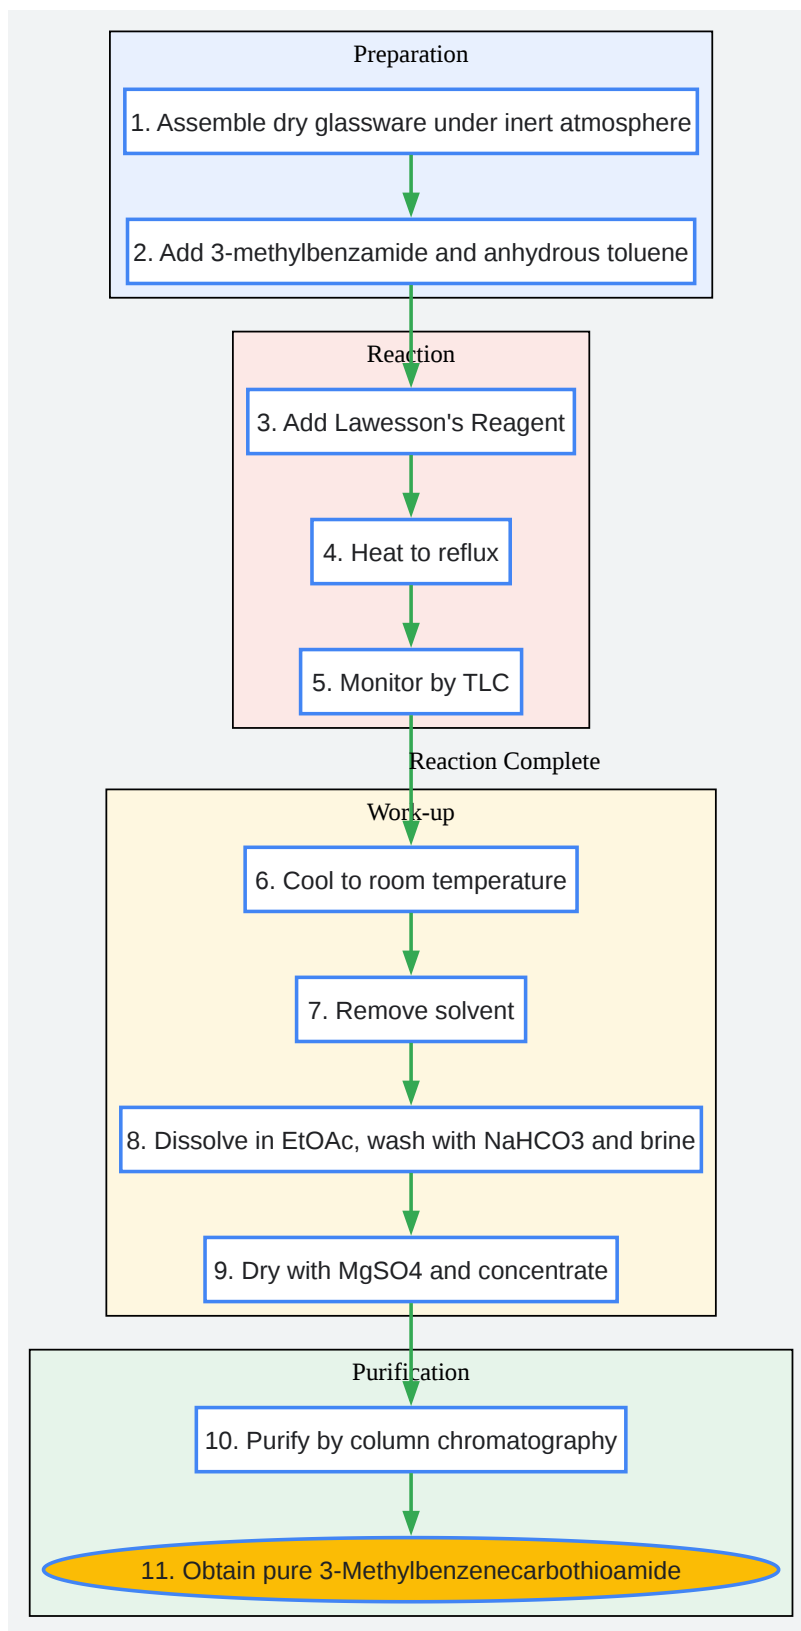 Preparation
1. Assemble dry glassware under inert atmosphere
2. Add 3-methylbenzamide and anhydrous toluene
Reaction
3. Add Lawesson's Reagent
4. Heat to reflux
5. Monitor by TLC
Reaction Complete
Work-up
6. Cool to room temperature
7. Remove solvent
8. Dissolve in EtOAc, wash with NaHCO3 and brine
9. Dry with MgSO4 and concentrate
Purification
10. Purify by column chromatography
11. Obtain pure 3-Methylbenzenecarbothioamide